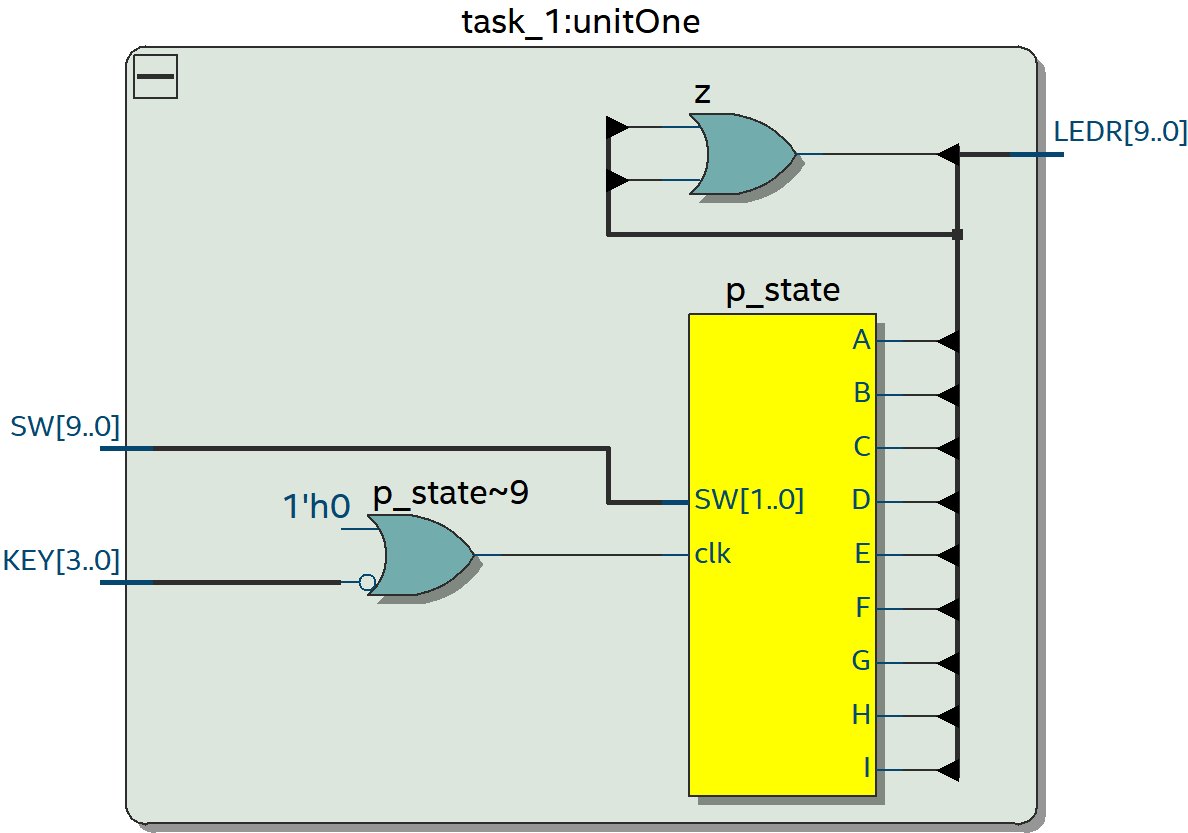 task_1:unitOne
z
LEDR[9..0]
p_state
A
B
C
SW[9..0]
D
SW[1..0]
1'h0
p_state~9
E
clk
KEY[3..0]
F
G
H
I